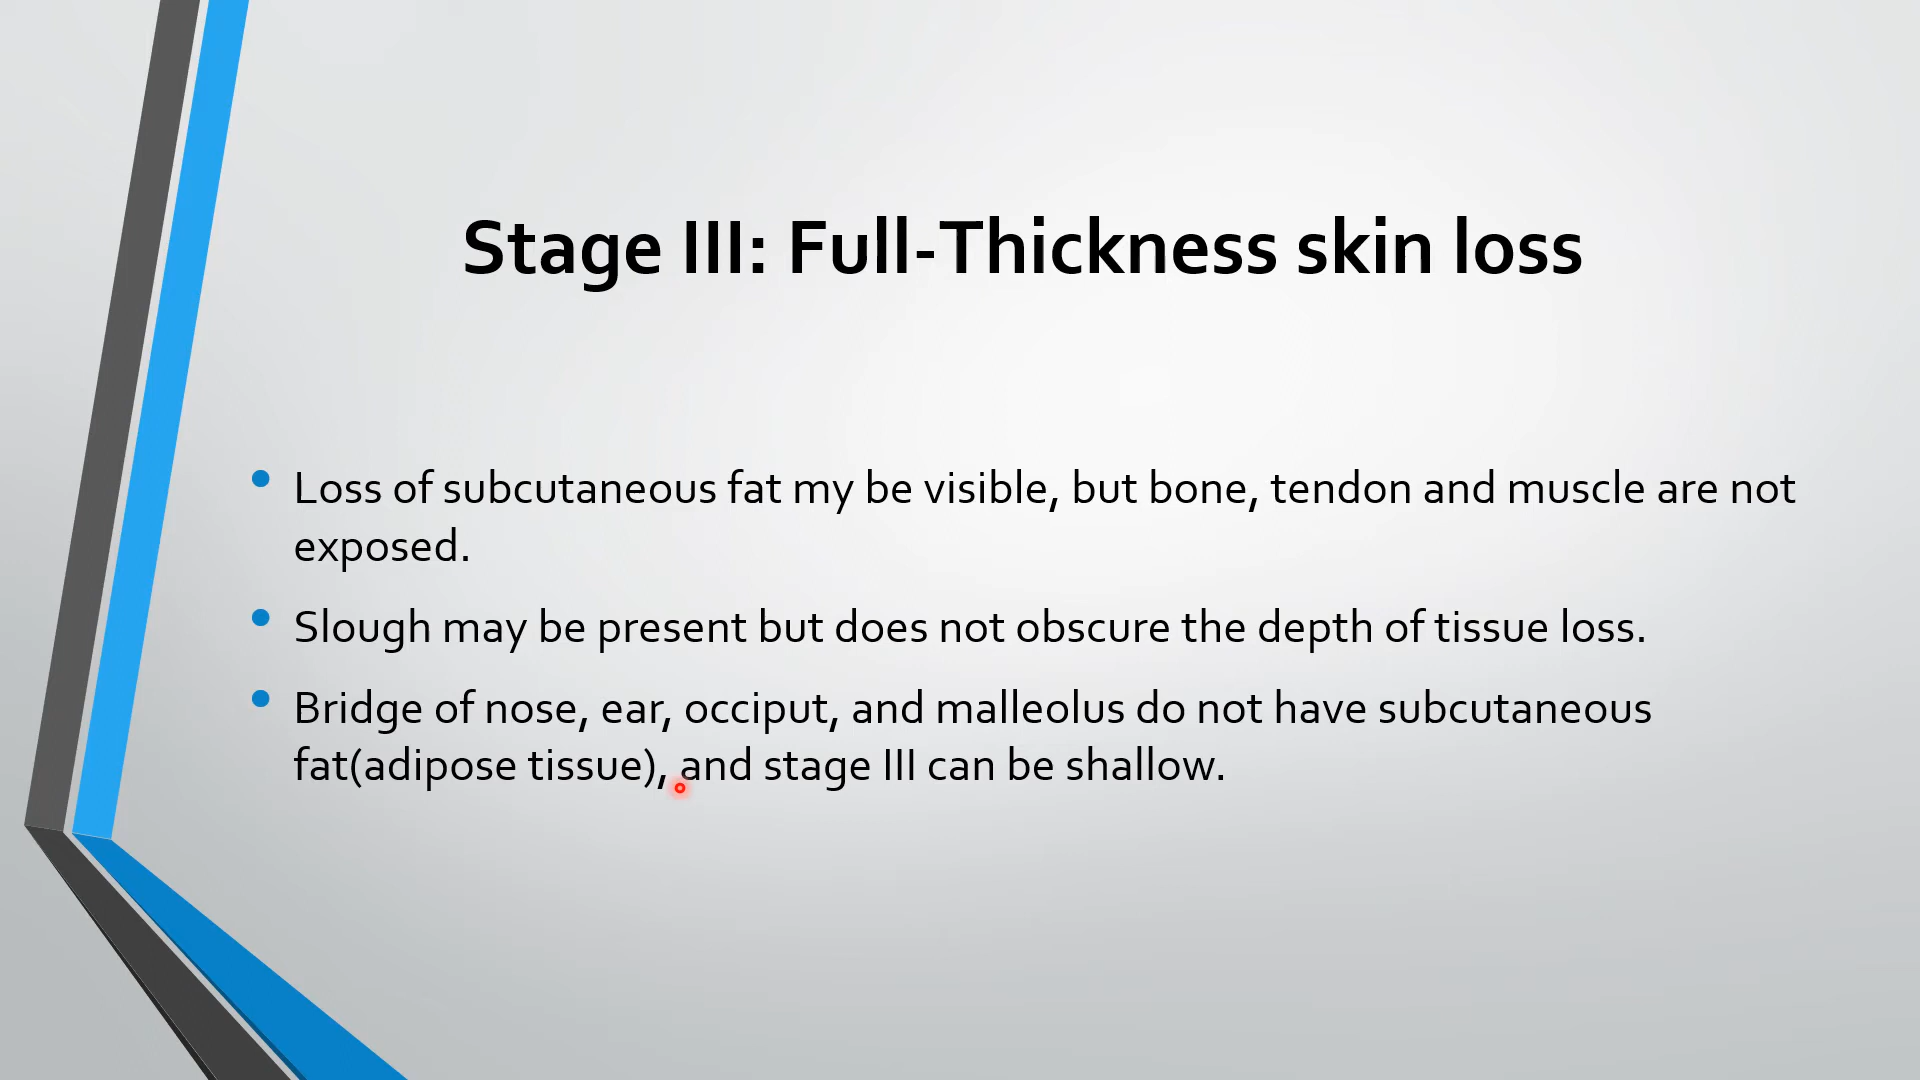 Stage III: Full-Thickness skin loss
• Loss of subcutaneous fat my be visible, but bone, tendon and muscle are not
exposed.
• Slough may be present but does not obscure the depth of tissue loss.
• Bridge of nose, ear, occiput, and malleolus do not have subcutaneous
fat(adipose tissue), and stage III can be shallow.